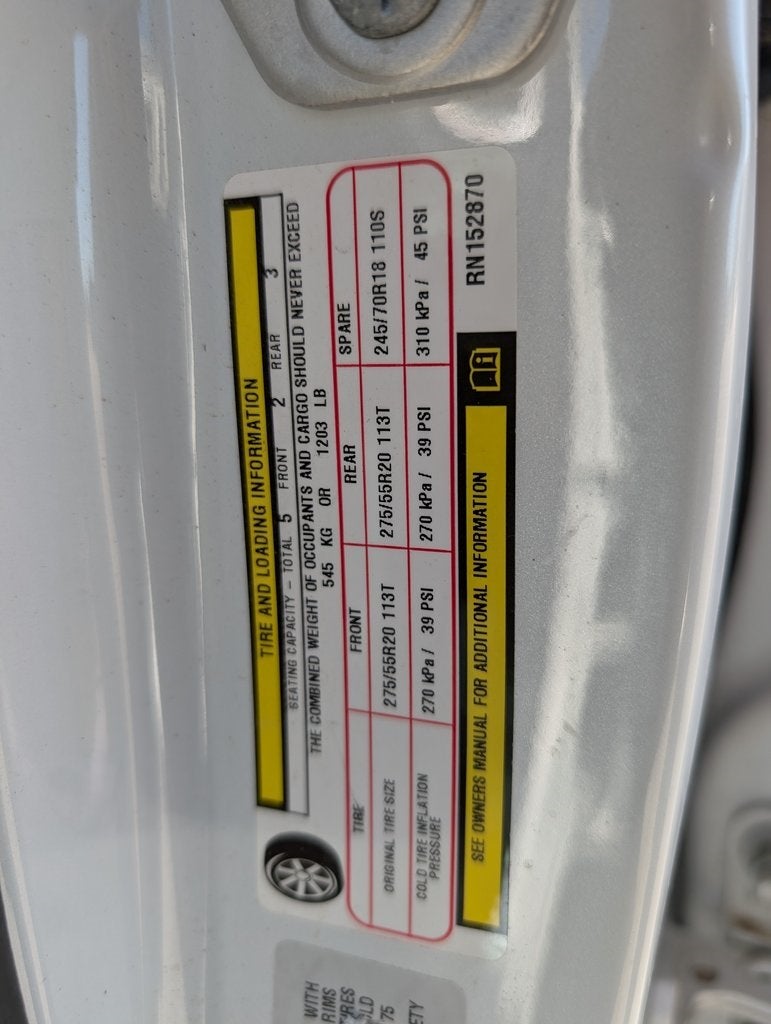 TIRE AND LOADING INFORMATION
SEATING CAPACITY - TOTAL 5 FRONT 2 REAR 3
THE COMBINED WEIGHT OF OCCUPANTS AND CARGO SHOULD NEVER EXCEED
545 KG OR 1203 LB
TIRE FRONT REAR SPARE
ORIGINAL TIRE SIZE 275/55R20 113T 275/55R20 113T 245/70R18 110S
COLD TIRE INFLATION PRESSURE 270 kPa / 39 PSI 270 kPa / 39 PSI 310 kPa / 45 PSI
SEE OWNERS MANUAL FOR ADDITIONAL INFORMATION RN152870
WITH
RIMS
75